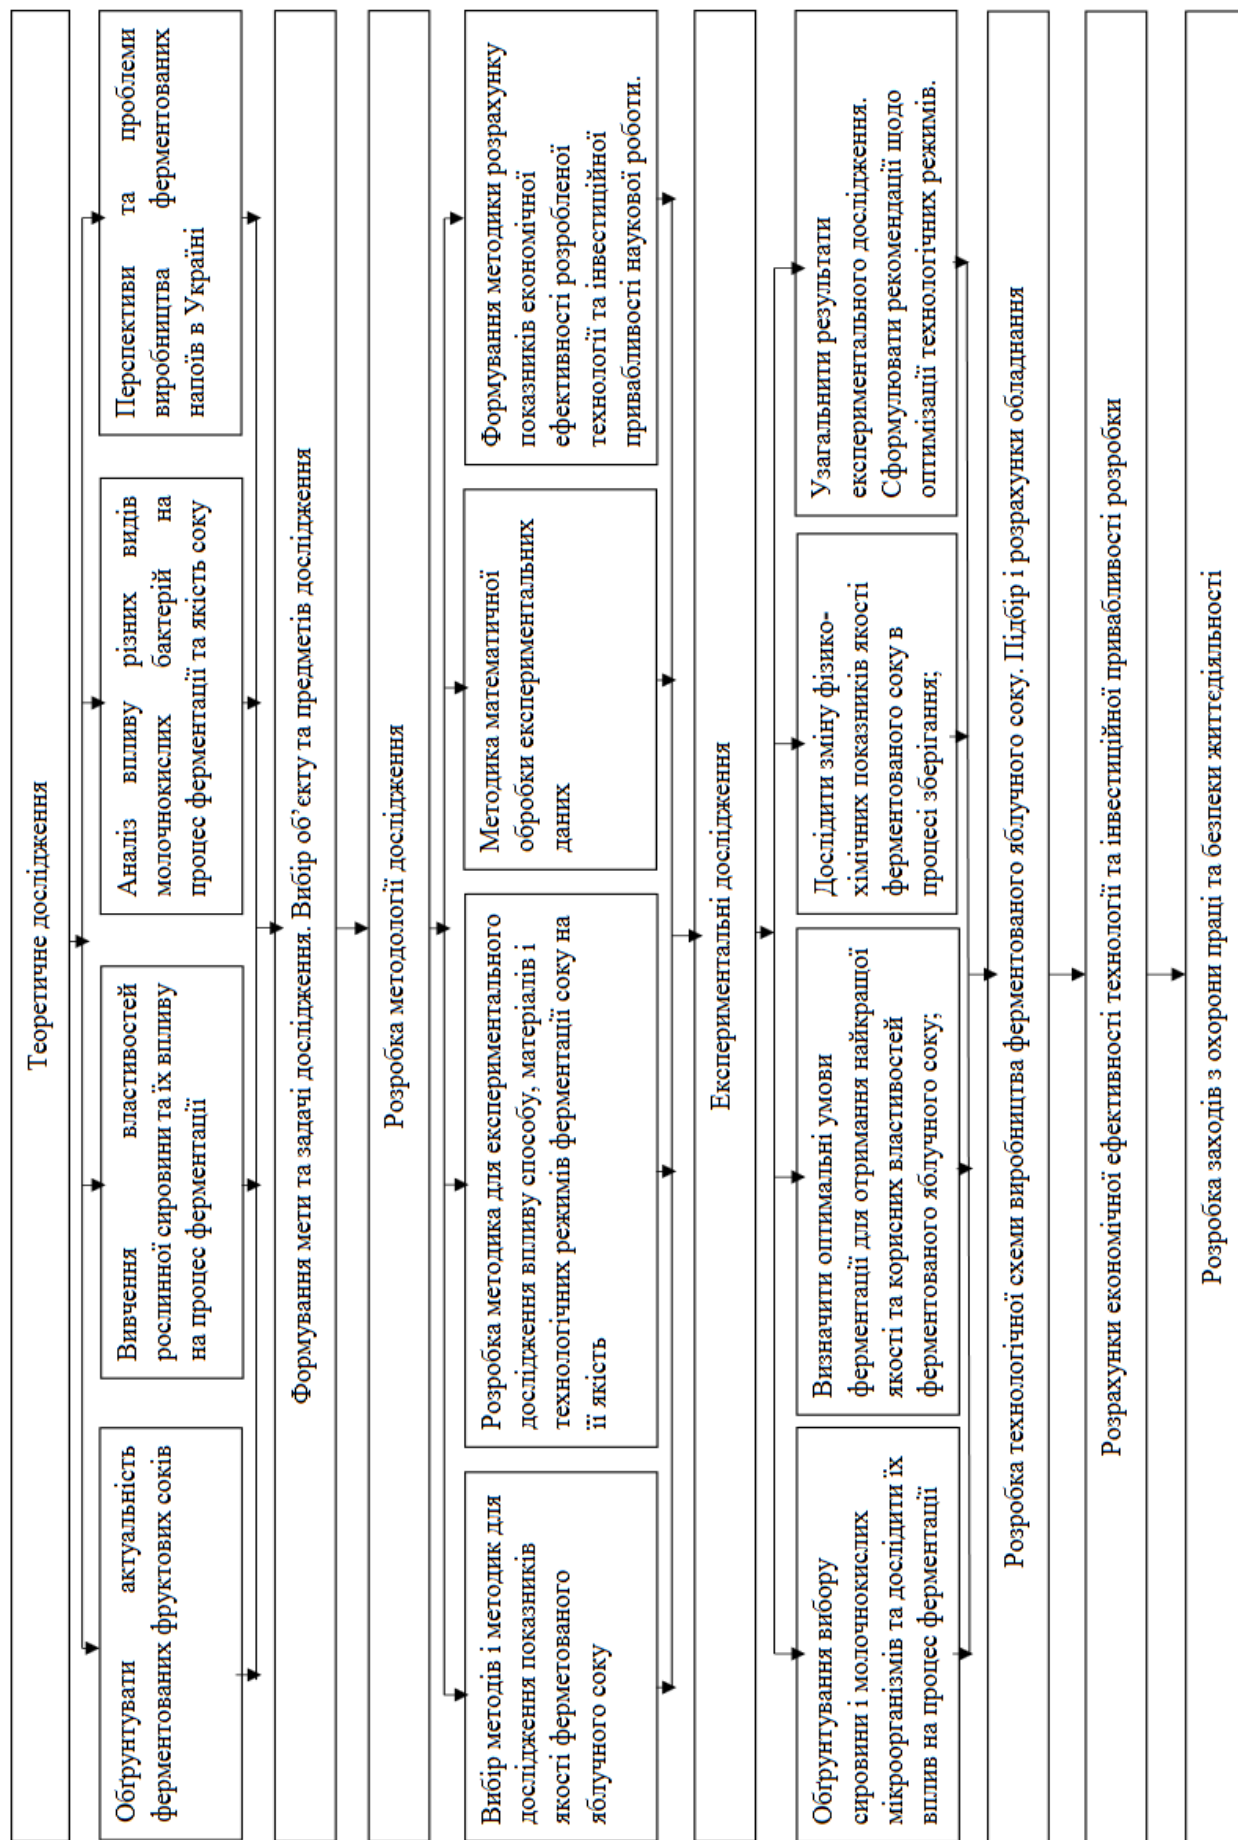 Теоретичне дослідження
Обґрунтувати актуальність
ферментованих фруктових соків
Вивчення властивостей
рослинної сировини та їх впливу
на процес ферментації
Аналіз впливу різних видів
молочнокислих бактерій на
процес ферментації та якість соку
Перспективи та проблеми
виробництва ферментованих
напоїв в Україні
Формування мети та задачі дослідження. Вибір об’єкту та предметів дослідження
Розробка методології дослідження
Вибір методів і методик для
дослідження показників
якості ферметованого
яблучного соку
Розробка методика для експериментального
дослідження впливу способу, матеріалів і
технологічних режимів ферментації соку на
її якість
Методика математичної
обробки експериментальних
даних
Формування методики розрахунку
показників економічної
ефективності розробленої
технології та інвестиційної
привабливості наукової роботи.
Експериментальні дослідження
Обґрунтування вибору
сировини і молочнокислих
мікроорганізмів та дослідити їх
вплив на процес ферментації
Визначити оптимальні умови
ферментації для отримання найкращої
якості та корисних властивостей
ферментованого яблучного соку;
Дослідити зміну фізико-
хімічних показників якості
ферментованого соку в
процесі зберігання;
Узагальнити результати
експериментального дослідження.
Сформулювати рекомендації щодо
оптимізації технологічних режимів.
Розробка технологічної схеми виробництва ферментованого яблучного соку. Підбір і розрахунки обладнання
Розрахунки економічної ефективності технології та інвестиційної привабливості розробки
Розробка заходів з охорони праці та безпеки життєдіяльності